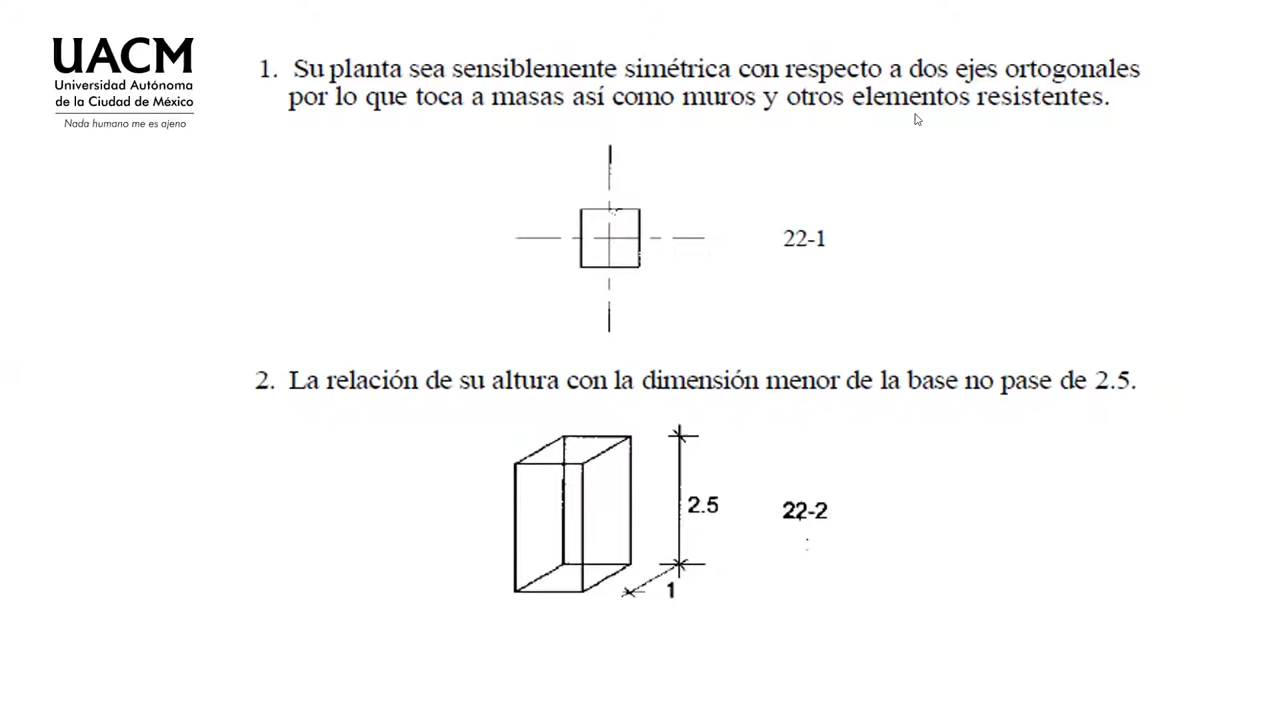 UACM
Universidad Autónoma
de la Ciudad de México
Nada humano me es ajeno
1. Su planta sea sensiblemente simétrica con respecto a dos ejes ortogonales
por lo que toca a masas así como muros y otros elementos resistentes.
22-1
2. La relación de su altura con la dimensión menor de la base no pase de 2.5.
2.5
22-2
1